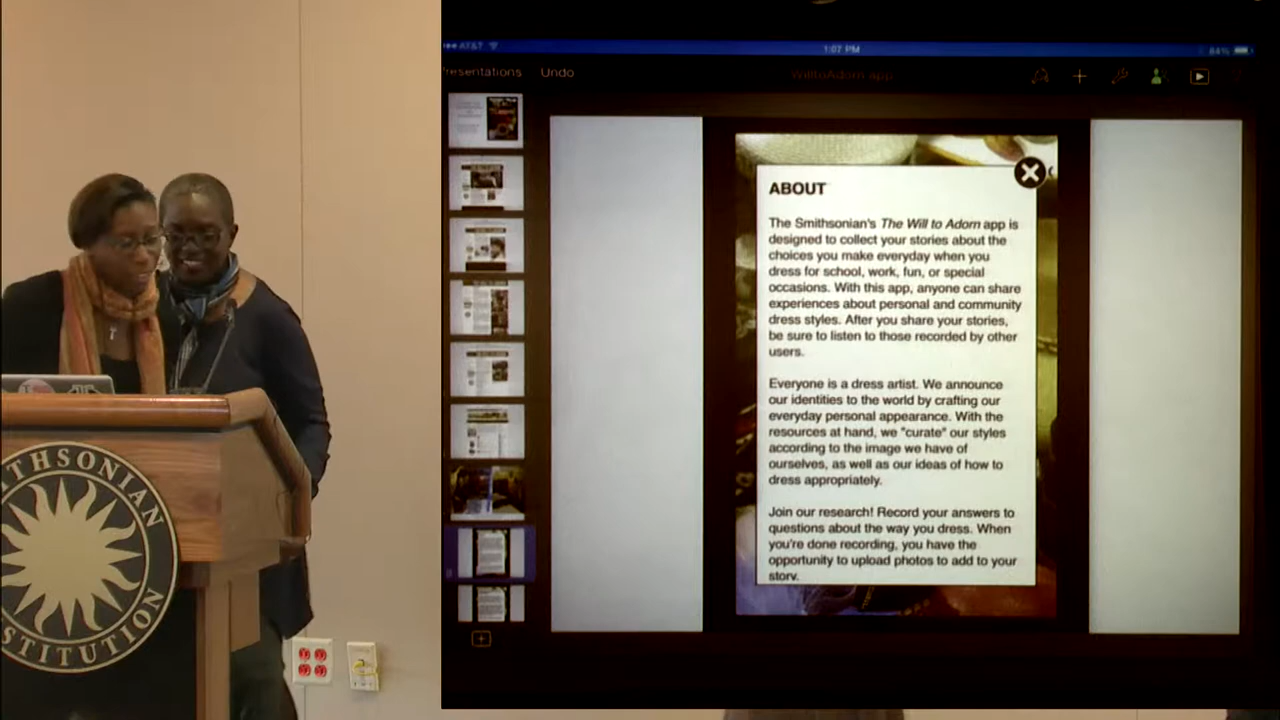 AT&T
1:07 PM
84%
resentations
Undo
WilltoAdorn app
ABOUT
The Smithsonian's The Will to Adorn app is
designed to collect your stories about the
choices you make everyday when you
dress for school, work, fun, or special
occasions. With this app, anyone can share
experiences about personal and community
dress styles. After you share your stories,
be sure to listen to those recorded by other
users.
Everyone is a dress artist. We announce
our identities to the world by crafting our
everyday personal appearance. With the
resources at hand, we "curate" our styles
according to the image we have of
ourselves, as well as our ideas of how to
dress appropriately.
Join our research! Record your answers to
questions about the way you dress. When
you're done recording, you have the
opportunity to upload photos to add to your
story.
THSONIAN
STITUTION